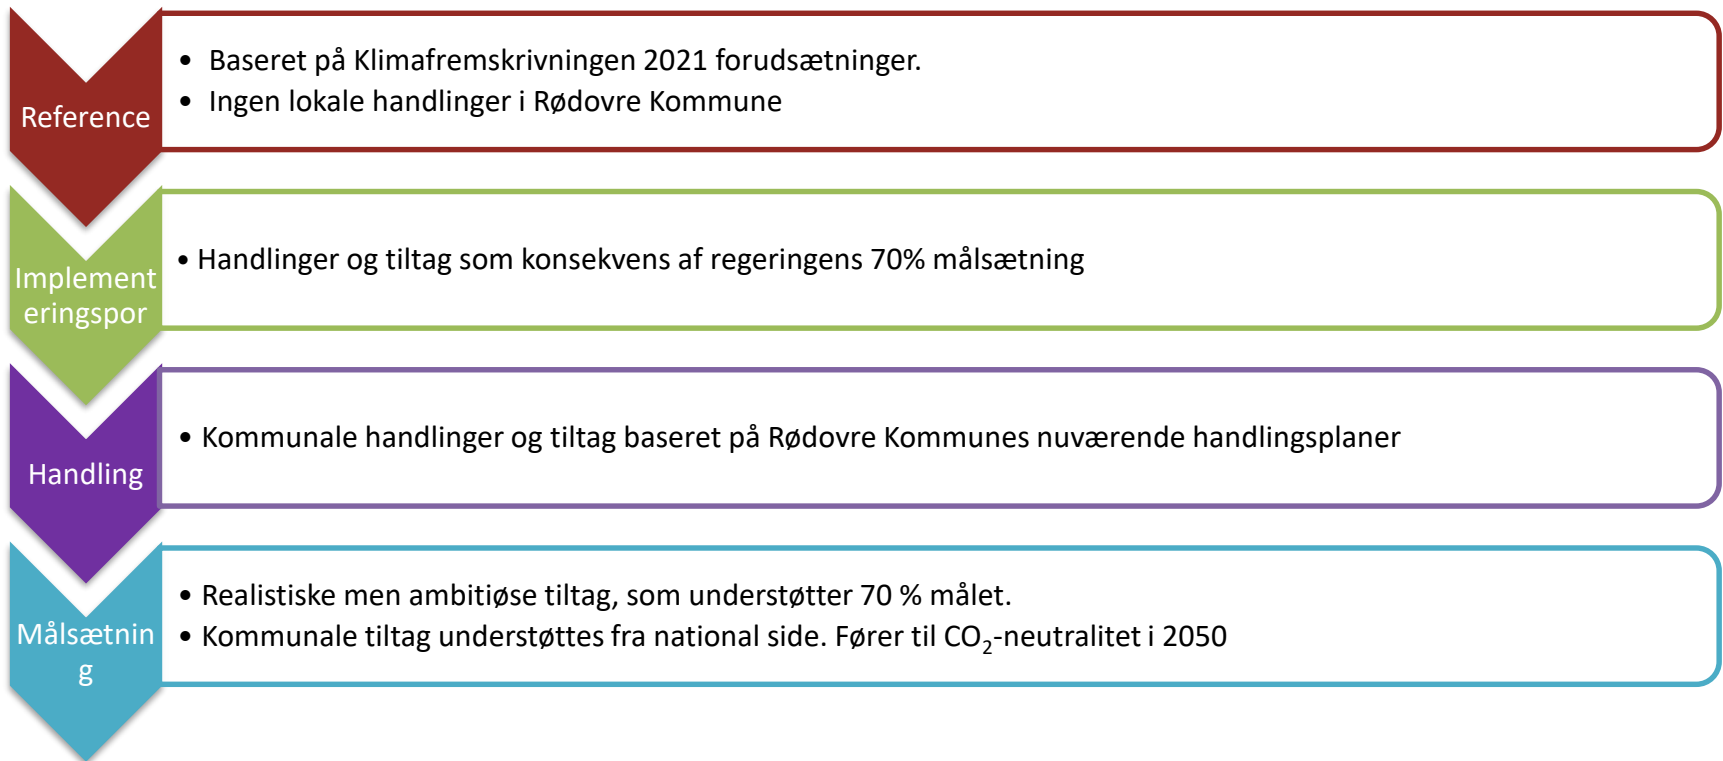 Reference
• Baseret på Klimafremskrivningen 2021 forudsætninger.
• Ingen lokale handlinger i Rødovre Kommune
Implement
eringspor
• Handlinger og tiltag som konsekvens af regeringens 70% målsætning
Handling
• Kommunale handlinger og tiltag baseret på Rødovre Kommunes nuværende handlingsplaner
Målsætnin
g
• Realistiske men ambitiøse tiltag, som understøtter 70 % målet.
• Kommunale tiltag understøttes fra national side. Fører til CO₂-neutralitet i 2050